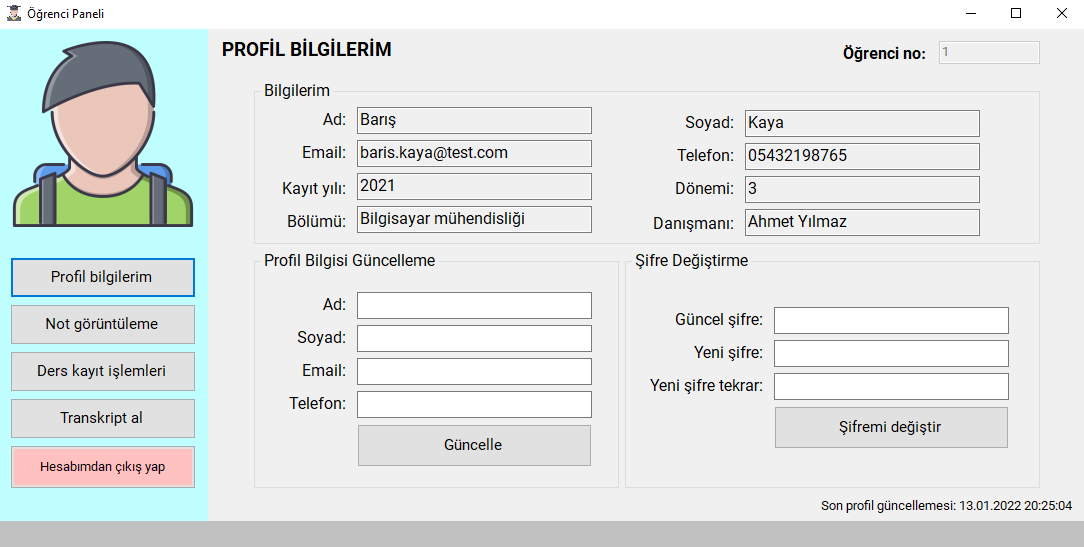 Öğrenci Paneli
PROFİL BİLGİLERİM
Öğrenci no: 1
Bilgilerim
Ad: Barış
Soyad: Kaya
Email: baris.kaya@test.com
Telefon: 05432198765
Kayıt yılı: 2021
Dönemi: 3
Bölümü: Bilgisayar mühendisliği
Danışmanı: Ahmet Yılmaz
Profil bilgilerim
Not görüntüleme
Ders kayıt işlemleri
Transkript al
Hesabımdan çıkış yap
Profil Bilgisi Güncelleme
Ad:
Soyad:
Email:
Telefon:
Güncelle
Şifre Değiştirme
Güncel şifre:
Yeni şifre:
Yeni şifre tekrar:
Şifremi değiştir
Son profil güncellemesi: 13.01.2022 20:25:04